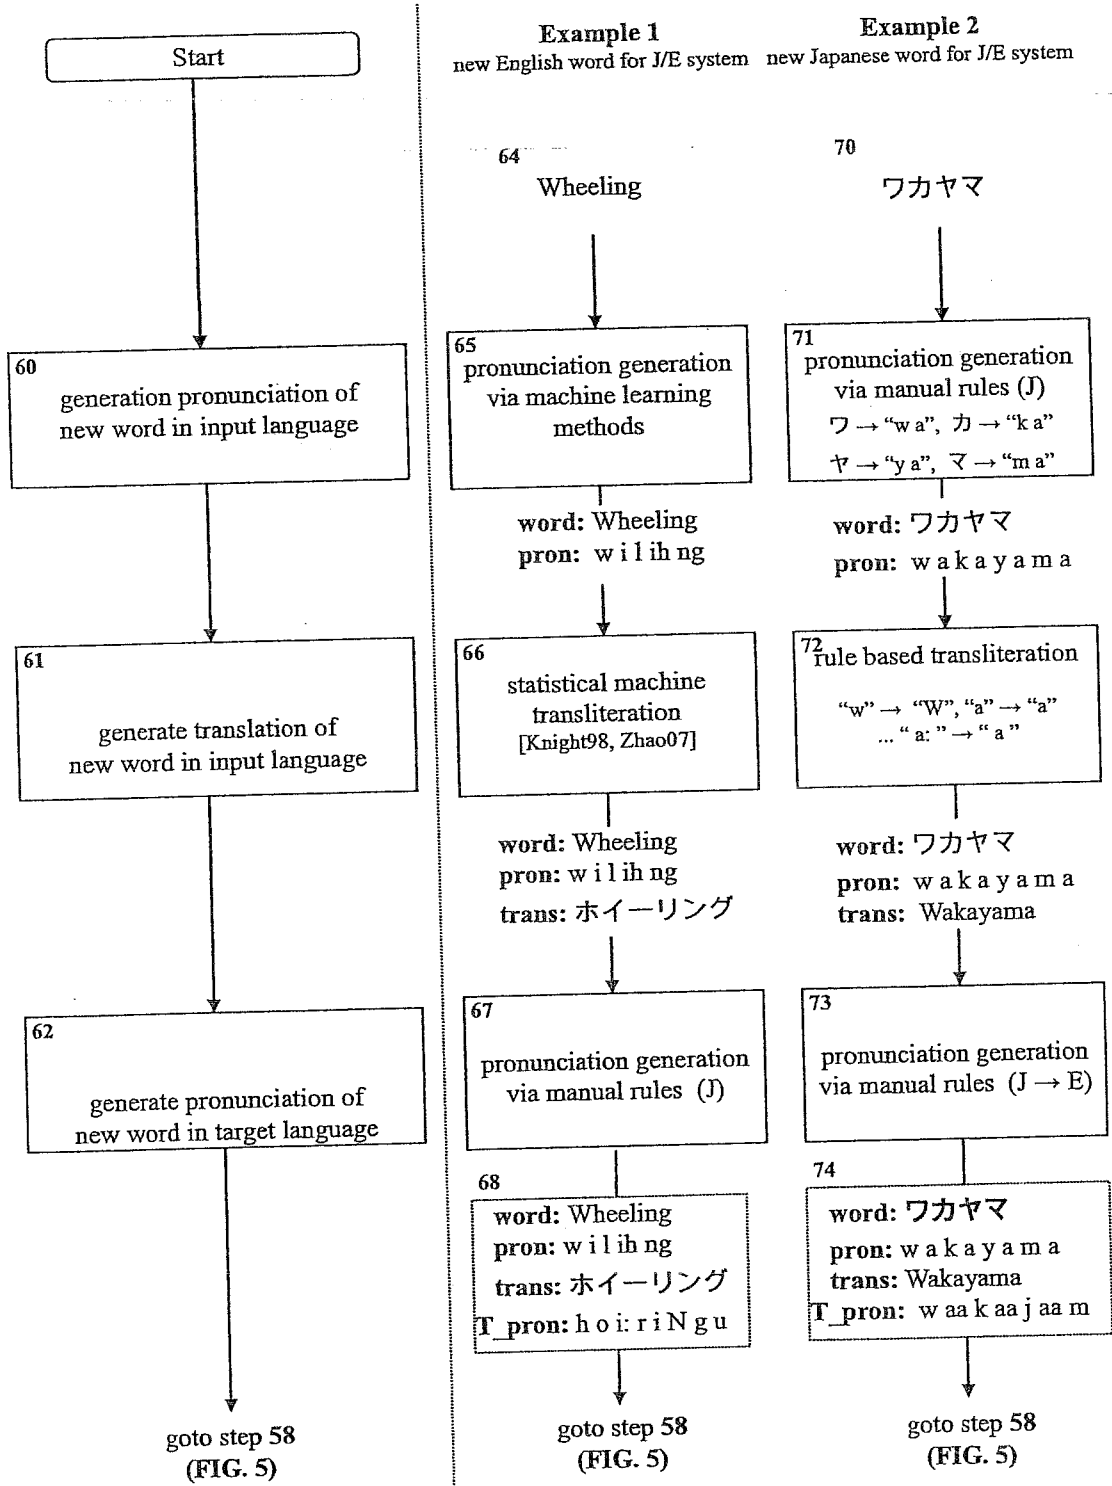 Start
60
generation pronunciation of
new word in input language
61
generate translation of
new word in input language
62
generate pronunciation of
new word in target language
goto step 58
(FIG. 5)
Example 1
new English word for J/E system
64
Wheeling
65
pronunciation generation
via machine learning
methods
word: Wheeling
pron: w i l ih ng
66
statistical machine
transliteration
[Knight98, Zhao07]
word: Wheeling
pron: w i l ih ng
trans: ホイーリング
67
pronunciation generation
via manual rules (J)
68
word: Wheeling
pron: w i l ih ng
trans: ホイーリング
T_pron: h o i: r i N g u
goto step 58
(FIG. 5)
Example 2
new Japanese word for J/E system
70
ワカヤマ
71
pronunciation generation
via manual rules (J)
ワ → “w a”, カ → “k a”
ヤ → “y a”, マ → “m a”
word: ワカヤマ
pron: w a k a y a m a
72
rule based transliteration
“w” → “W”, “a” → “a”
... “ a: ” → “ a ”
word: ワカヤマ
pron: w a k a y a m a
trans: Wakayama
73
pronunciation generation
via manual rules (J → E)
74
word: ワカヤマ
pron: w a k a y a m a
trans: Wakayama
T_pron: w aa k aa j aa m
goto step 58
(FIG. 5)